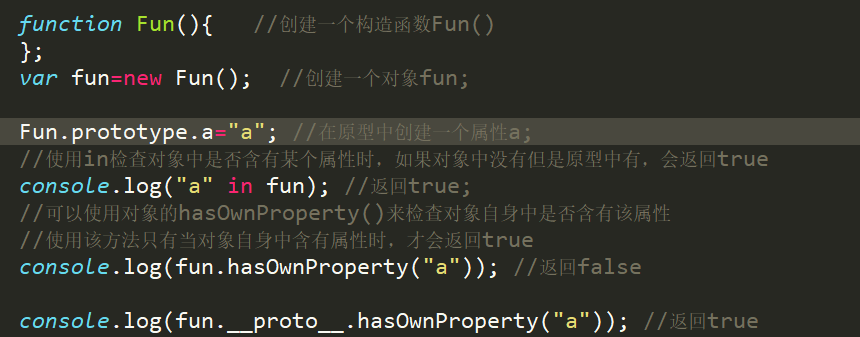 function Fun(){   //创建一个构造函数Fun()
};
var fun=new Fun();  //创建一个对象fun;
Fun.prototype.a="a"; //在原型中创建一个属性a;
//使用in检查对象中是否含有某个属性时，如果对象中没有但是原型中有，会返回true
console.log("a" in fun); //返回true;
//可以使用对象的hasOwnProperty()来检查对象自身中是否含有该属性
//使用该方法只有当对象自身中含有属性时，才会返回true
console.log(fun.hasOwnProperty("a")); //返回false
console.log(fun.__proto__.hasOwnProperty("a")); //返回true